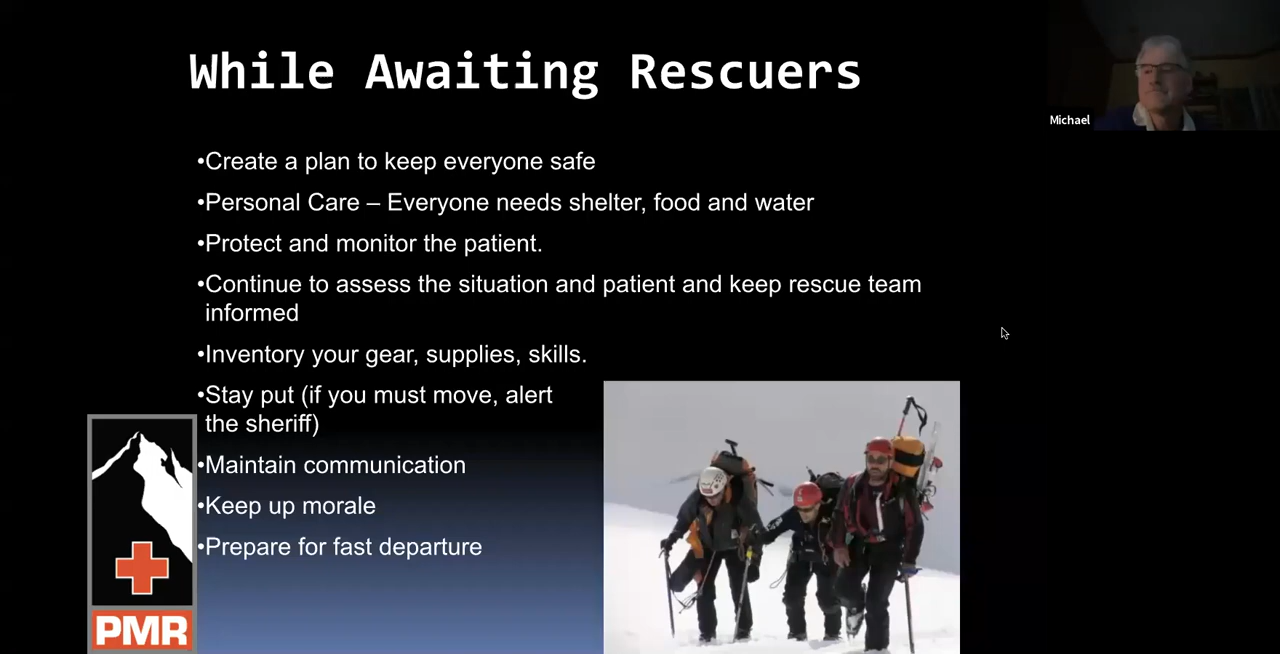 While Awaiting Rescuers
Michael
•Create a plan to keep everyone safe
•Personal Care – Everyone needs shelter, food and water
•Protect and monitor the patient.
•Continue to assess the situation and patient and keep rescue team
informed
•Inventory your gear, supplies, skills.
•Stay put (if you must move, alert
the sheriff)
•Maintain communication
•Keep up morale
•Prepare for fast departure
PMR